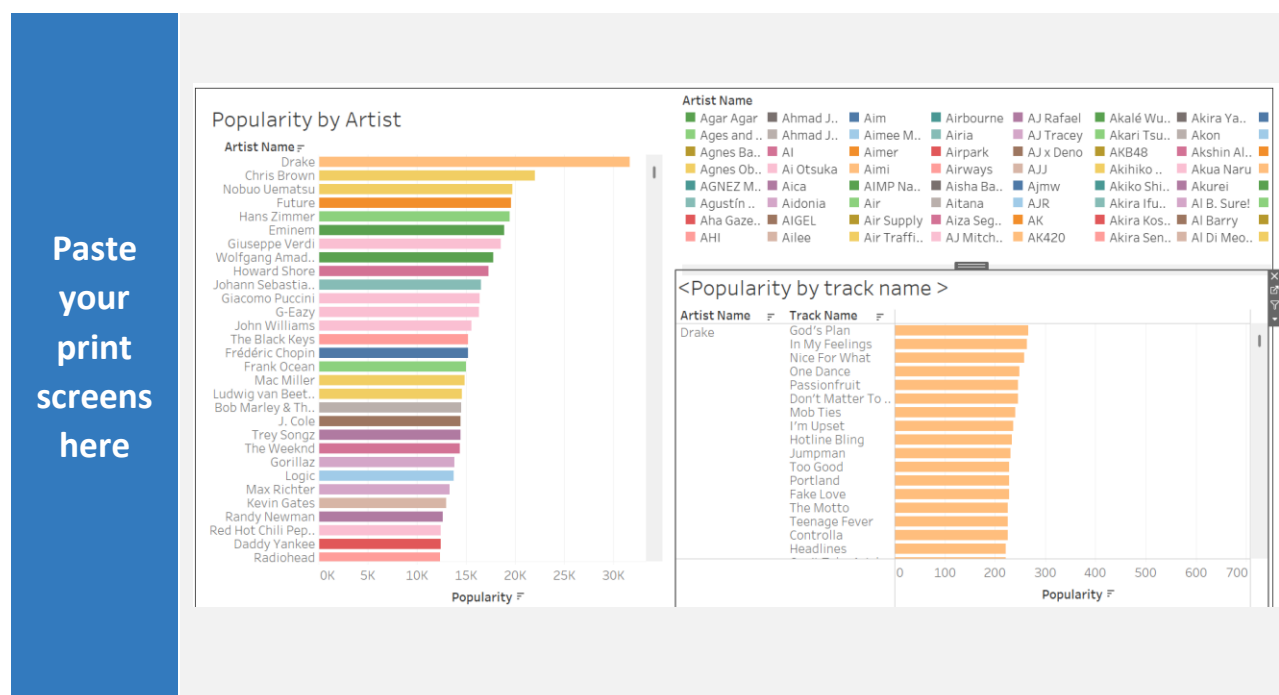 Paste
your
print
screens
here
Popularity by Artist
Artist Name
Drake
Chris Brown
Nobuo Uematsu
Future
Hans Zimmer
Eminem
Giuseppe Verdi
Wolfgang Amad..
Howard Shore
Johann Sebastia..
Giacomo Puccini
G-Eazy
John Williams
The Black Keys
Frédéric Chopin
Frank Ocean
Mac Miller
Ludwig van Beet..
Bob Marley & Th..
J. Cole
Trey Songz
The Weeknd
Gorillaz
Logic
Max Richter
Kevin Gates
Randy Newman
Red Hot Chili Pep..
Daddy Yankee
Radiohead
0K 5K 10K 15K 20K 25K 30K
Popularity
Artist Name
Agar Agar Ahmad J.. Aim Airbourne AJ Rafael Akalé Wu.. Akira Ya..
Ages and .. Ahmad J.. Aimee M.. Airia AJ Tracey Akari Tsu.. Akon
Agnes Ba.. AI Aimer Airpark AJ x Deno AKB48 Akshin Al..
Agnes Ob.. Ai Otsuka Aimi Airways AJJ Akihiko .. Akua Naru
AGNEZ M.. Aica AIMP Na.. Aisha Ba.. Ajmw Akiko Shi.. Akurei
Agustín .. Aidonia Air Aitana AJR Akira Ifu.. Al B. Sure!
Aha Gaze.. AIGEL Air Supply Aiza Seg.. AK Akira Kos.. Al Barry
AHI Ailee Air Traffi.. AJ Mitch.. AK420 Akira Sen.. Al Di Meo..
<Popularity by track name >
Artist Name Track Name
Drake God's Plan
In My Feelings
Nice For What
One Dance
Passionfruit
Don't Matter To ..
Mob Ties
I'm Upset
Hotline Bling
Jumpman
Too Good
Portland
Fake Love
The Motto
Teenage Fever
Controlla
Headlines
0 100 200 300 400 500 600 700
Popularity